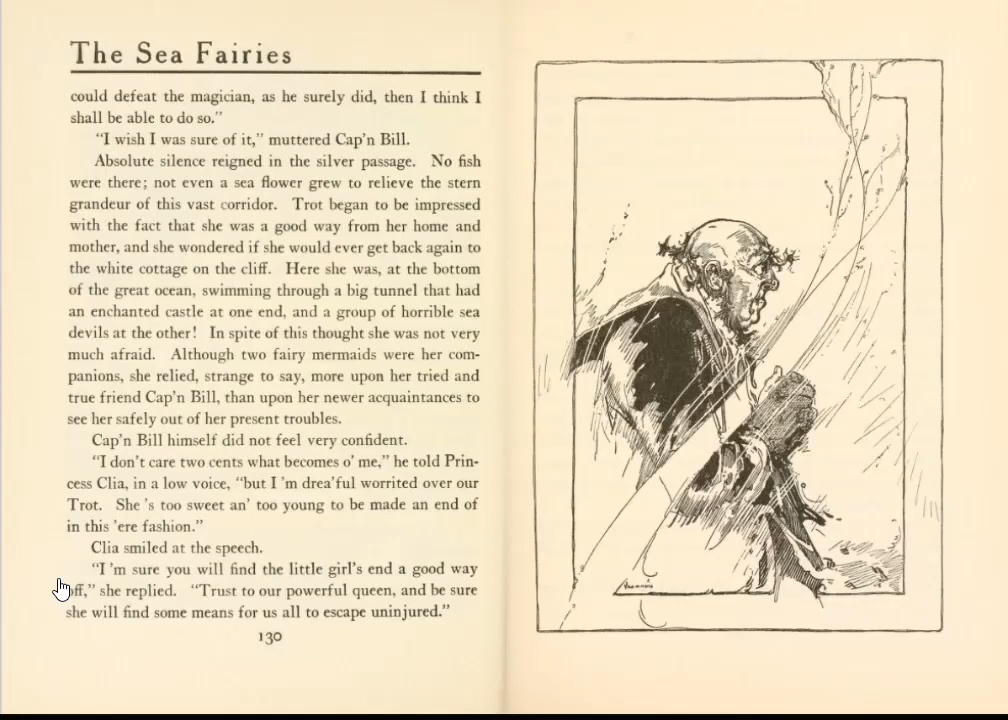 The Sea Fairies
could defeat the magician, as he surely did, then I think I
shall be able to do so."
"I wish I was sure of it," muttered Cap'n Bill.
Absolute silence reigned in the silver passage. No fish
were there; not even a sea flower grew to relieve the stern
grandeur of this vast corridor. Trot began to be impressed
with the fact that she was a good way from her home and
mother, and she wondered if she would ever get back again to
the white cottage on the cliff. Here she was, at the bottom
of the great ocean, swimming through a big tunnel that had
an enchanted castle at one end, and a group of horrible sea
devils at the other! In spite of this thought she was not very
much afraid. Although two fairy mermaids were her com-
panions, she relied, strange to say, more upon her tried and
true friend Cap'n Bill, than upon her newer acquaintances to
see her safely out of her present troubles.
Cap'n Bill himself did not feel very confident.
"I don't care two cents what becomes o' me," he told Prin-
cess Clia, in a low voice, "but I 'm drea'ful worrited over our
Trot. She 's too sweet an' too young to be made an end of
in this 'ere fashion."
Clia smiled at the speech.
"I 'm sure you will find the little girl's end a good way
off," she replied. "Trust to our powerful queen, and be sure
she will find some means for us all to escape uninjured."
130